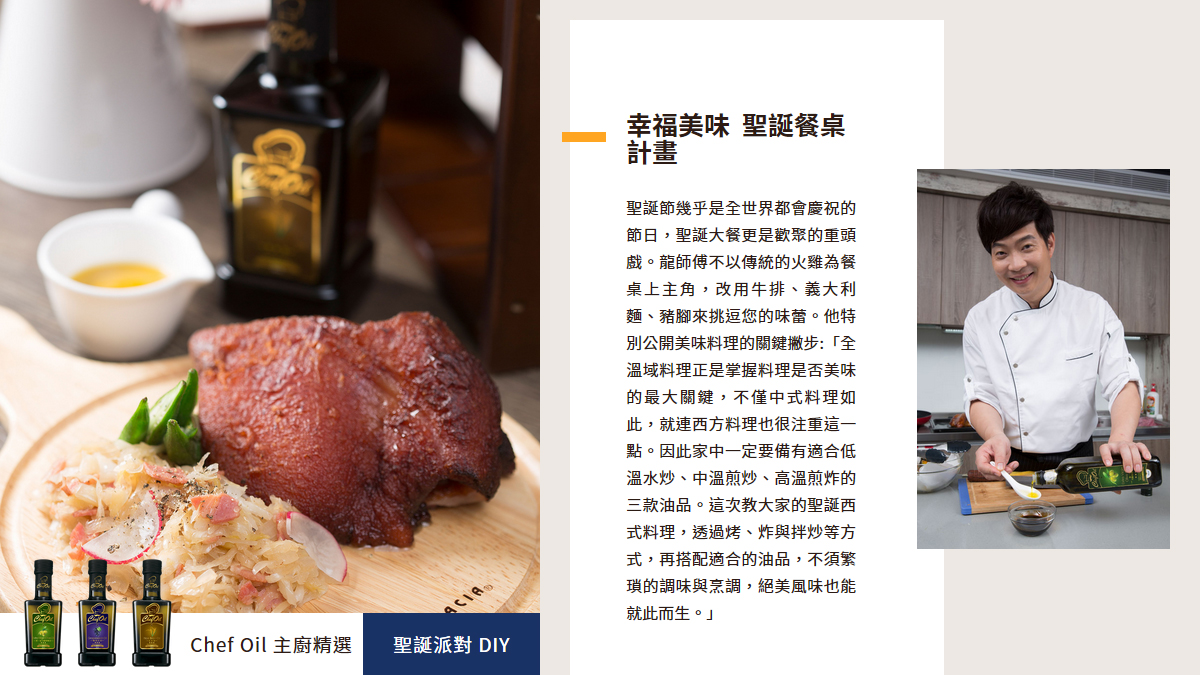 幸福美味 聖誕餐桌
計畫
聖誕節幾乎是全世界都會慶祝的
節日，聖誕大餐更是歡聚的重頭
戲。龍師傅不以傳統的火雞為餐
桌上主角，改用牛排、義大利
麵、豬腳來挑逗您的味蕾。他特
別公開美味料理的關鍵撇步:「全
溫域料理正是掌握料理是否美味
的最大關鍵，不僅中式料理如
此，就連西方料理也很注重這一
點。因此家中一定要備有適合低
溫水炒、中溫煎炒、高溫煎炸的
三款油品。這次教大家的聖誕西
式料理，透過烤、炸與拌炒等方
式，再搭配適合的油品，不須繁
瑣的調味與烹調，絕美風味也能
就此而生。」
Chef Oil
ACIA
Chef Oil
Chef Oil
Chef Oil
Chef Oil 主廚精選
聖誕派對 DIY